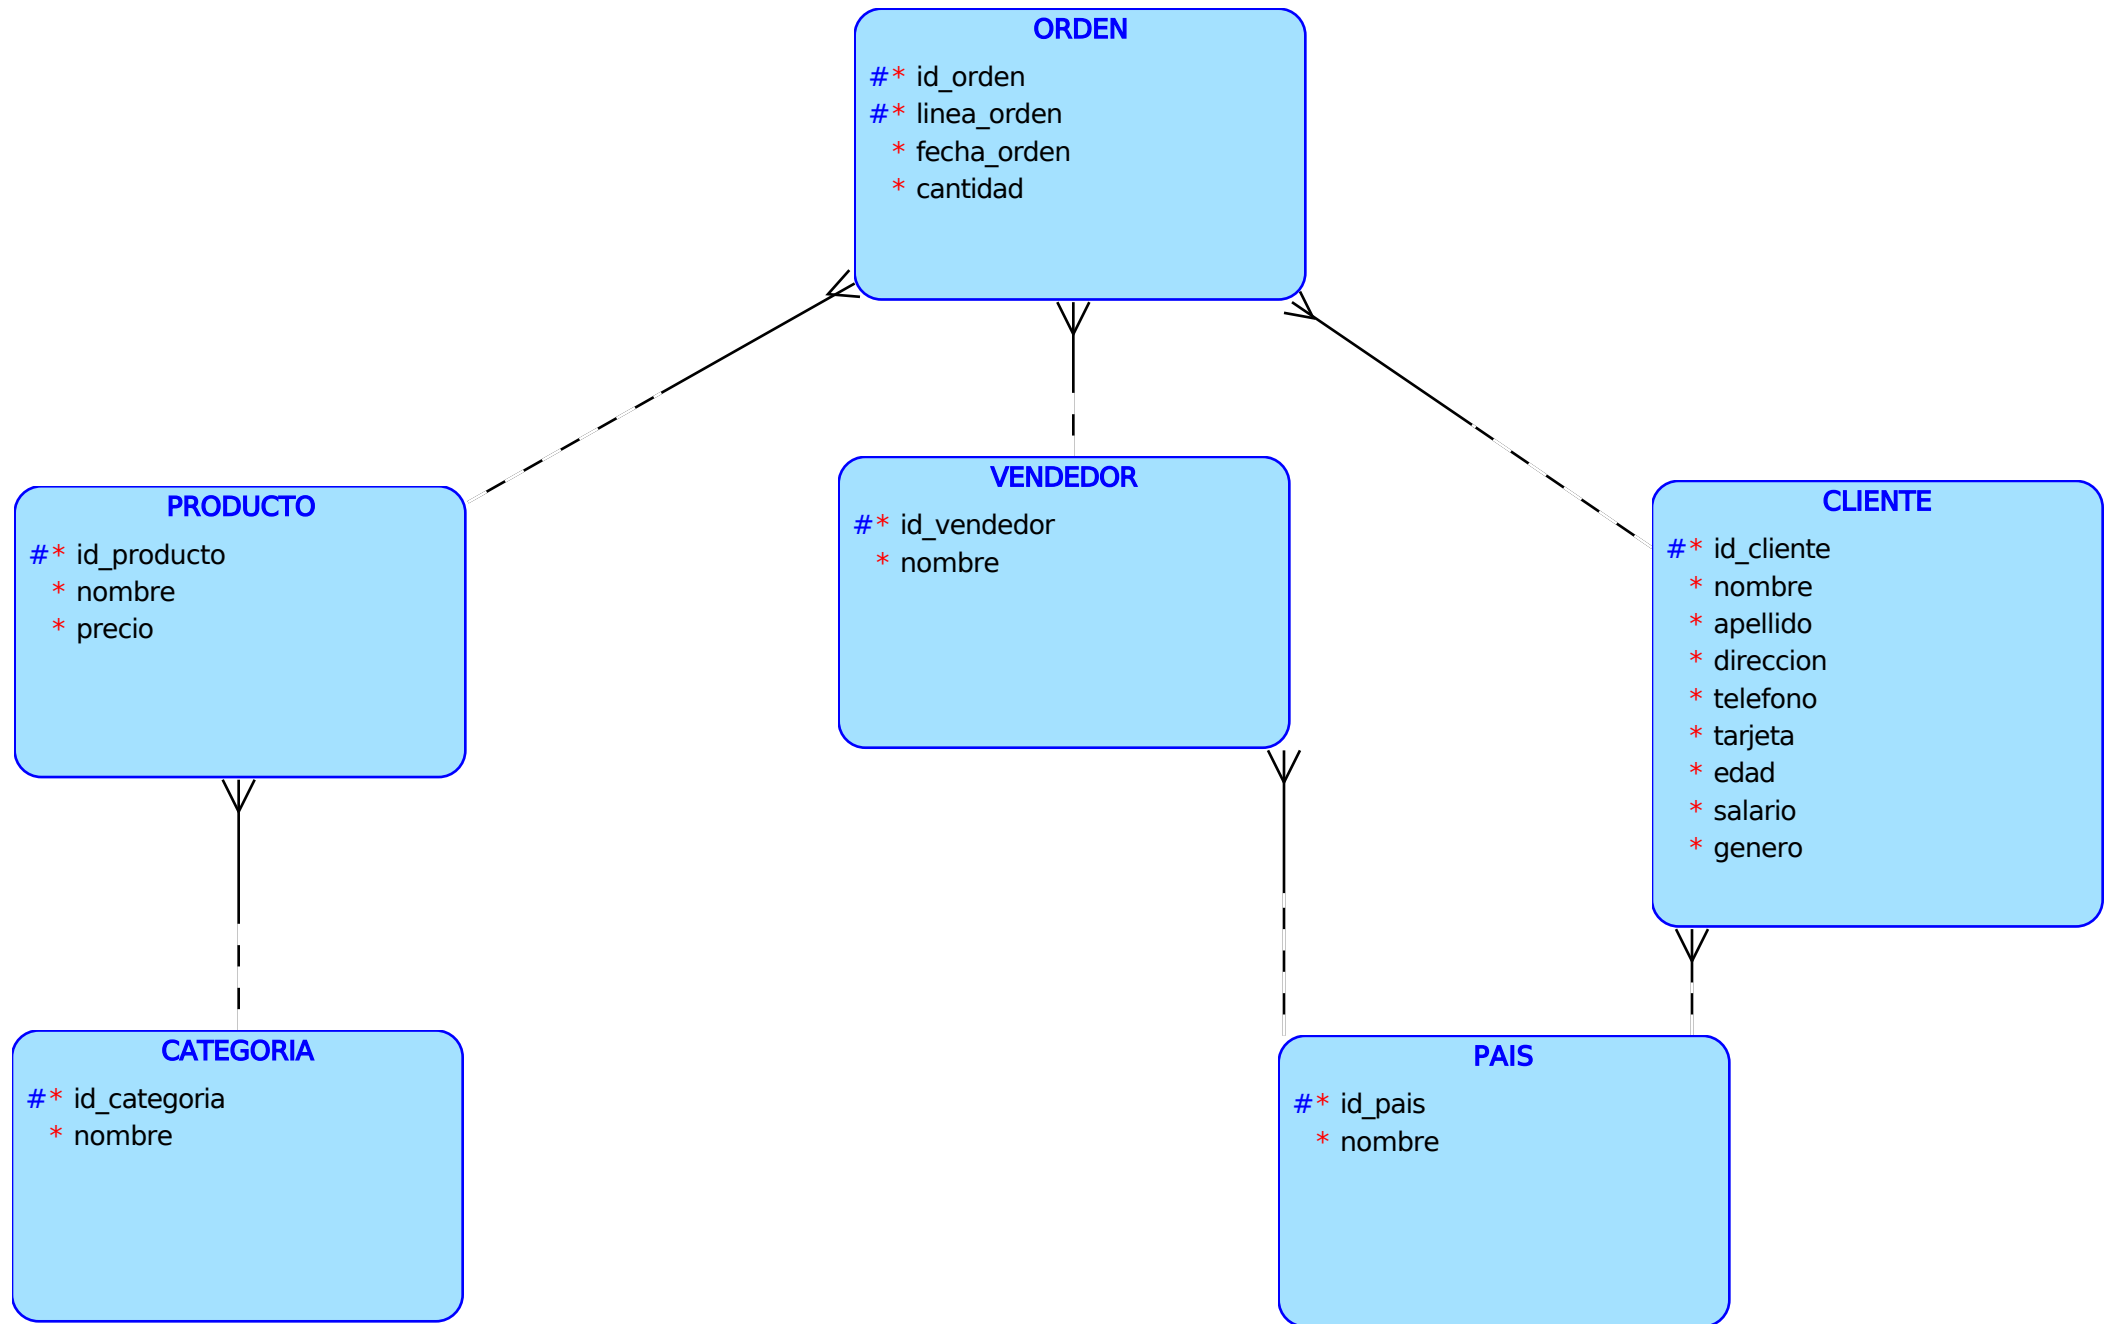 ORDEN
#* id_orden
#* linea_orden
* fecha_orden
* cantidad
PRODUCTO
#* id_producto
* nombre
* precio
VENDEDOR
#* id_vendedor
* nombre
CLIENTE
#* id_cliente
* nombre
* apellido
* direccion
* telefono
* tarjeta
* edad
* salario
* genero
CATEGORIA
#* id_categoria
* nombre
PAIS
#* id_pais
* nombre